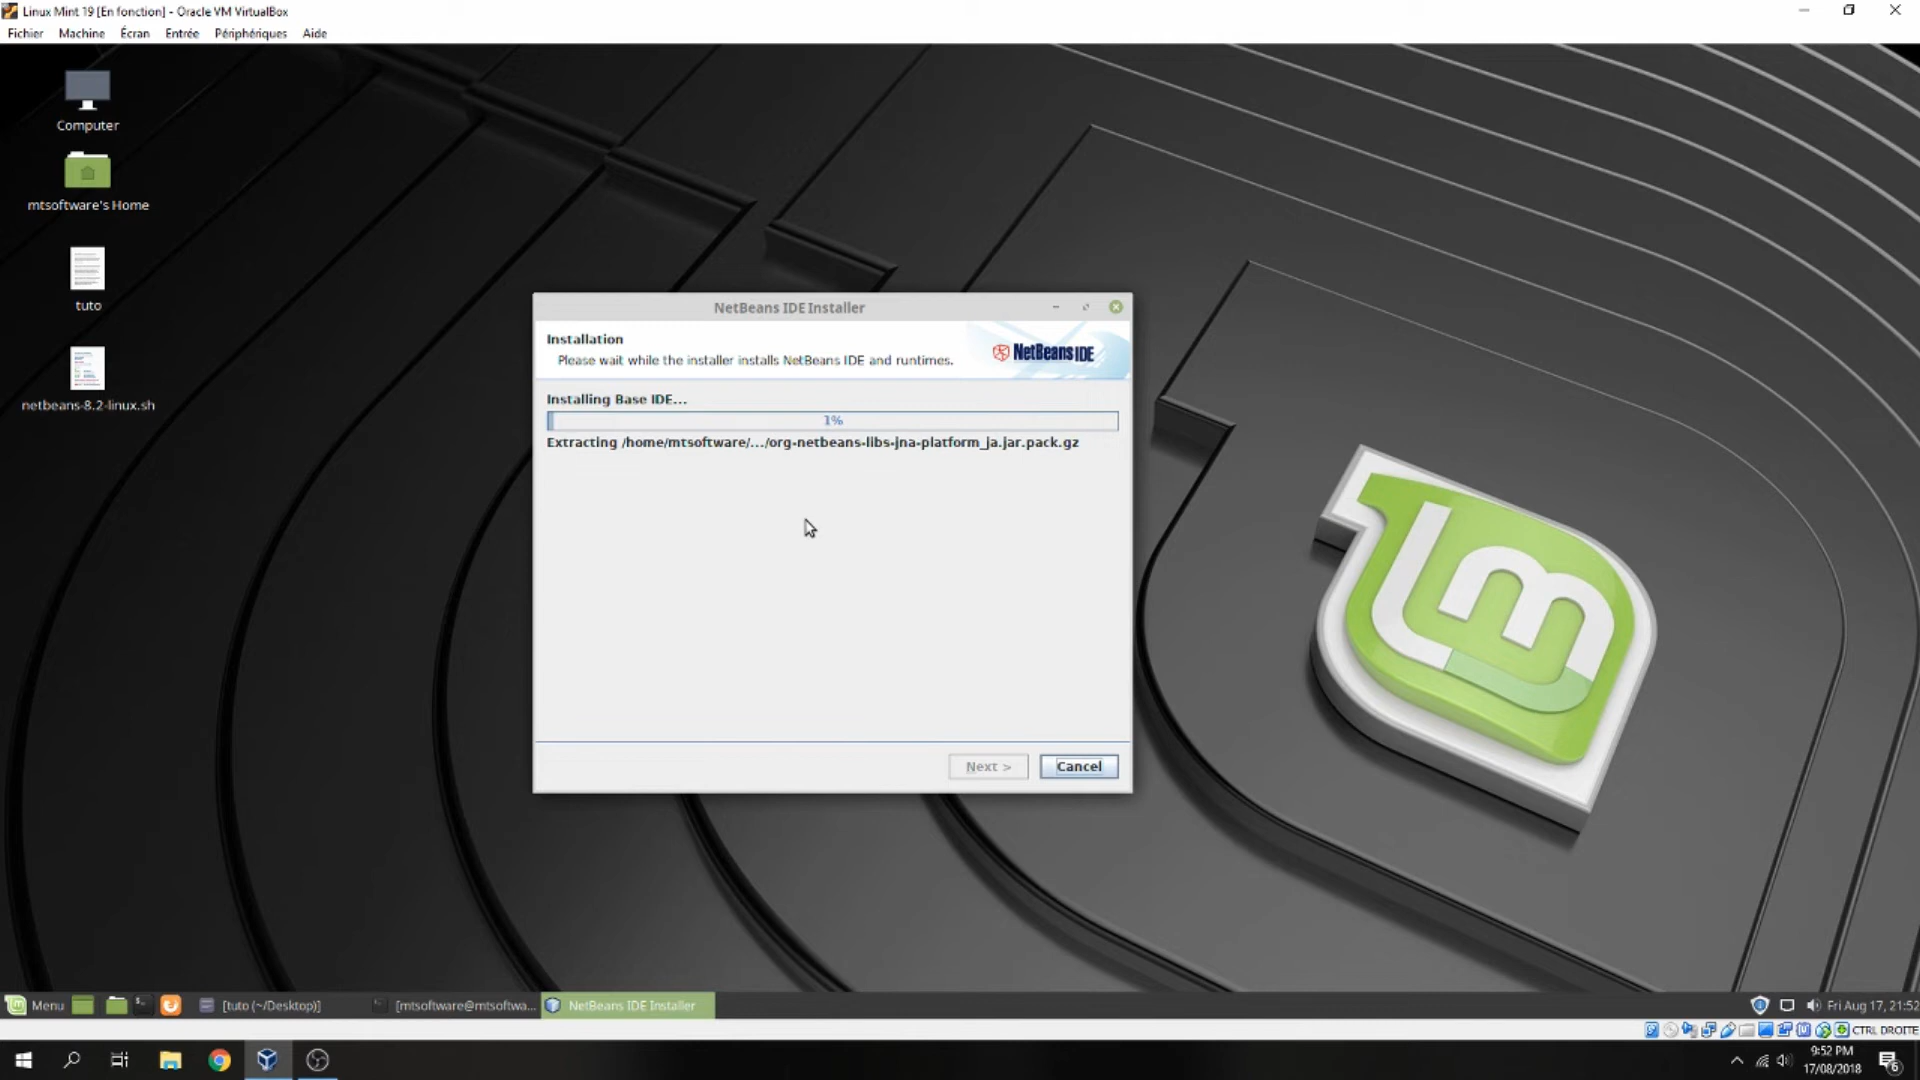 Linux Mint 19 [En fonction] - Oracle VM VirtualBox
Fichier Machine Écran Entrée Périphériques Aide
Computer
mtsoftware's Home
tuto
netbeans-8.2-linux.sh
NetBeans IDE Installer
Installation
Please wait while the installer installs NetBeans IDE and runtimes.
NetBeans IDE
Installing Base IDE...
1%
Extracting /home/mtsoftware/.../org-netbeans-libs-jna-platform_ja.jar.pack.gz
Next >
Cancel
Menu
[tuto (~/Desktop)]
[mtsoftware@mtsoftwa...
NetBeans IDE Installer
Fri Aug 17, 21:52
CTRL DROITE
9:52 PM
17/08/2018
6